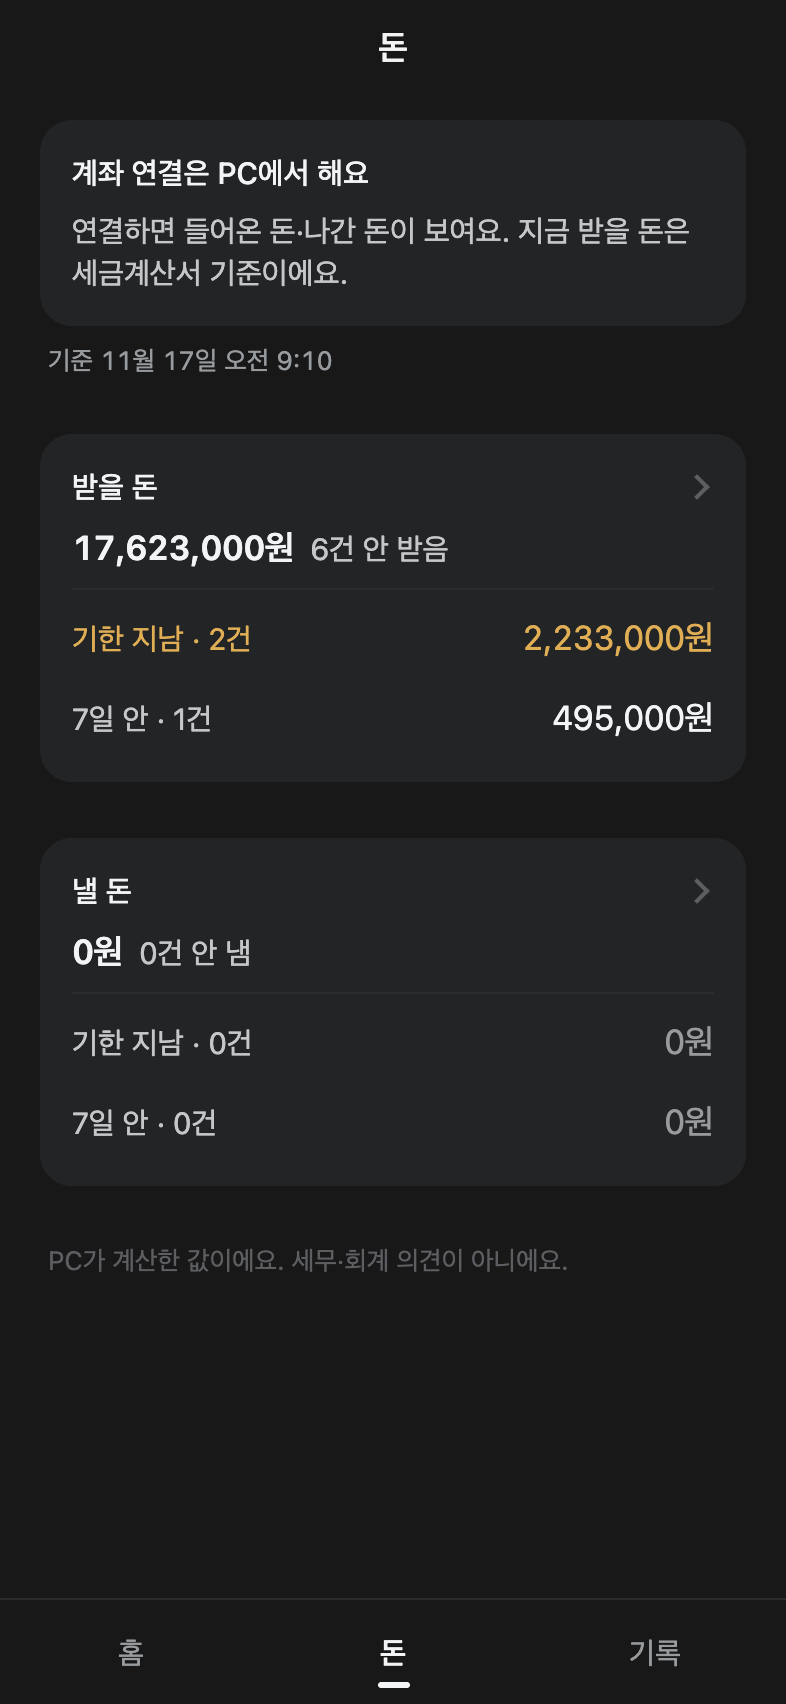 돈
계좌 연결은 PC에서 해요
연결하면 들어온 돈·나간 돈이 보여요. 지금 받을 돈은
세금계산서 기준이에요.
기준 11월 17일 오전 9:10
받을 돈
17,623,000원 6건 안 받음
기한 지남 · 2건 2,233,000원
7일 안 · 1건 495,000원
낼 돈
0원 0건 안 냄
기한 지남 · 0건 0원
7일 안 · 0건 0원
PC가 계산한 값이에요. 세무·회계 의견이 아니에요.
홈 돈 기록